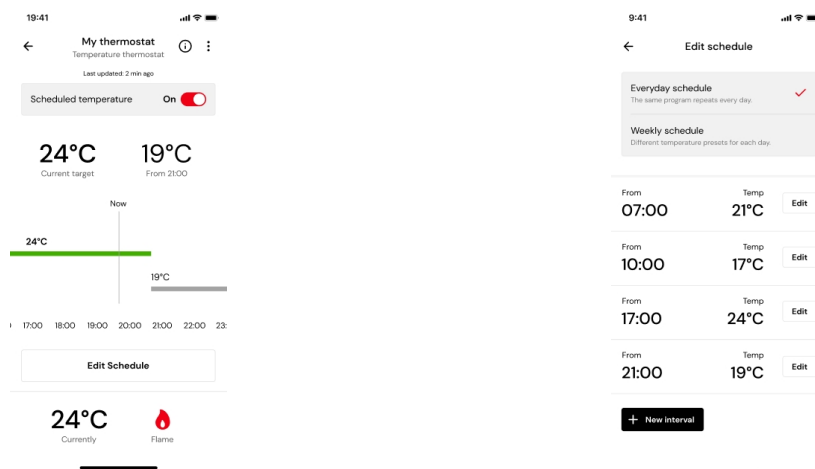 19:41
My thermostat
Temperature thermostat
Last updated: 2 min ago
Scheduled temperature On
24°C 19°C
Current target From 21:00
Now
24°C
19°C
17:00 18:00 19:00 20:00 21:00 22:00 23:
Edit Schedule
24°C
Currently Flame
9:41
Edit schedule
Everyday schedule
The same program repeats every day.
Weekly schedule
Different temperature presets for each day.
From Temp
07:00 21°C Edit
From Temp
10:00 17°C Edit
From Temp
17:00 24°C Edit
From Temp
21:00 19°C Edit
New interval